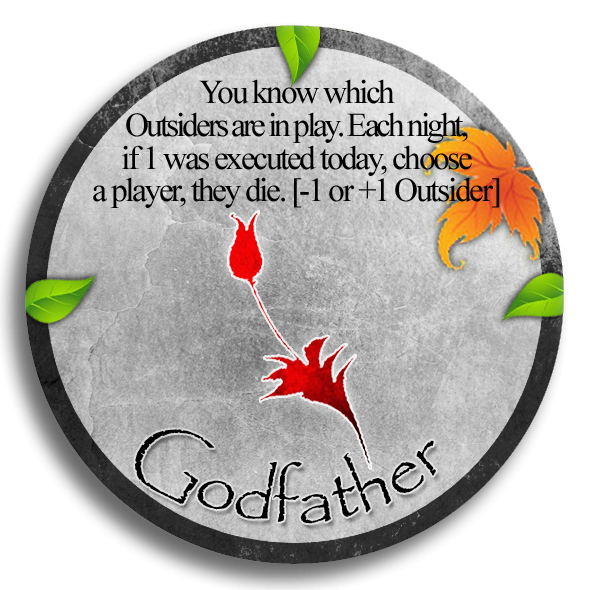 You know which
Outsiders are in play. Each night,
if 1 was executed today, choose
a player, they die. [-1 or +1 Outsider]
Godfather